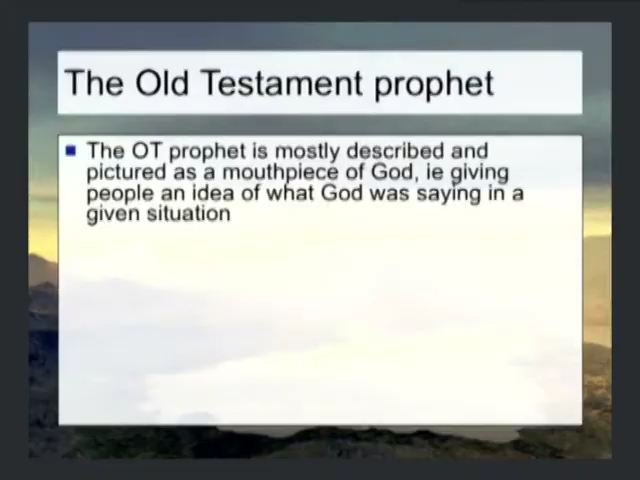 The Old Testament prophet
The OT prophet is mostly described and
pictured as a mouthpiece of God, ie giving
people an idea of what God was saying in a
given situation